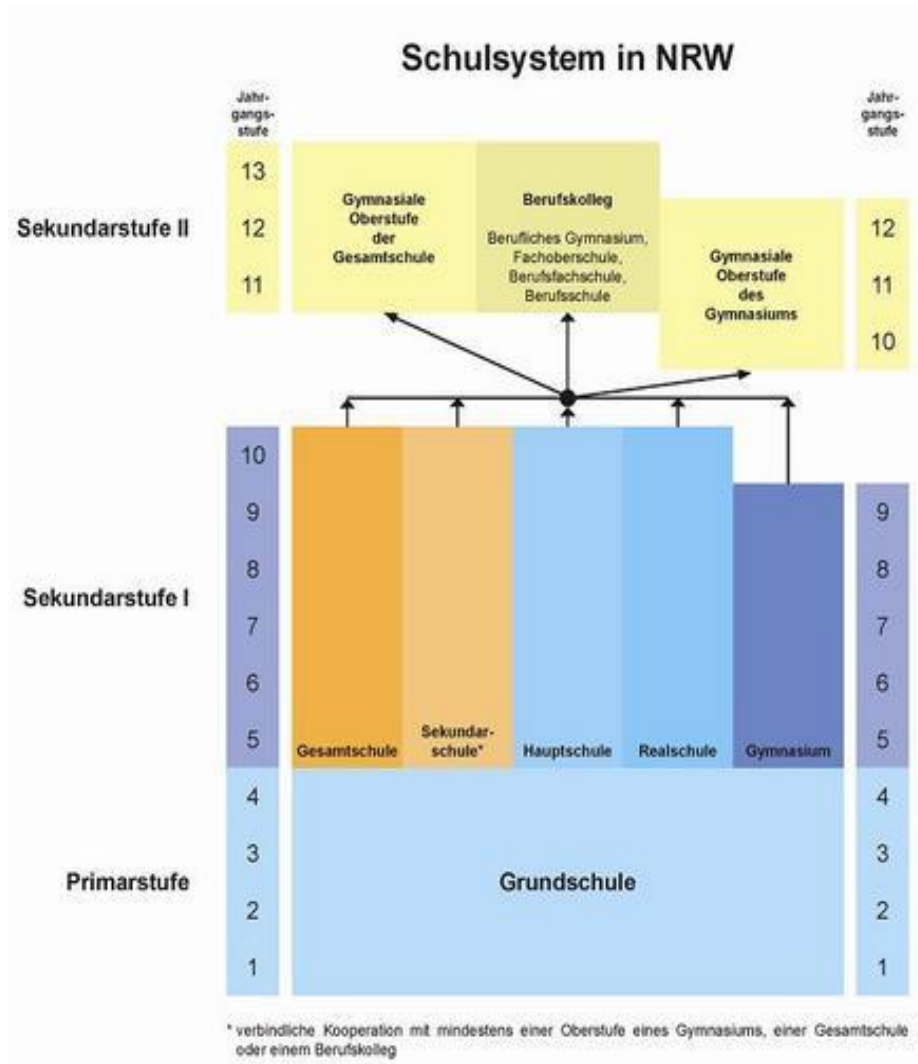 Schulsystem in NRW
Jahr-
gangs-
stufe
Jahr-
gangs-
stufe
Sekundarstufe II
13
12
11
Gymnasiale
Oberstufe
der
Gesamtschule
Berufskolleg
Berufliches Gymnasium,
Fachoberschule,
Berufsfachschule,
Berufsschule
Gymnasiale
Oberstufe
des
Gymnasiums
12
11
10
Sekundarstufe I
10
9
8
7
6
5
Gesamtschule
Sekundar-
schule*
Hauptschule
Realschule
Gymnasium
9
8
7
6
5
Primarstufe
4
3
2
1
Grundschule
4
3
2
1
* verbindliche Kooperation mit mindestens einer Oberstufe eines Gymnasiums, einer Gesamtschule
oder einem Berufskolleg